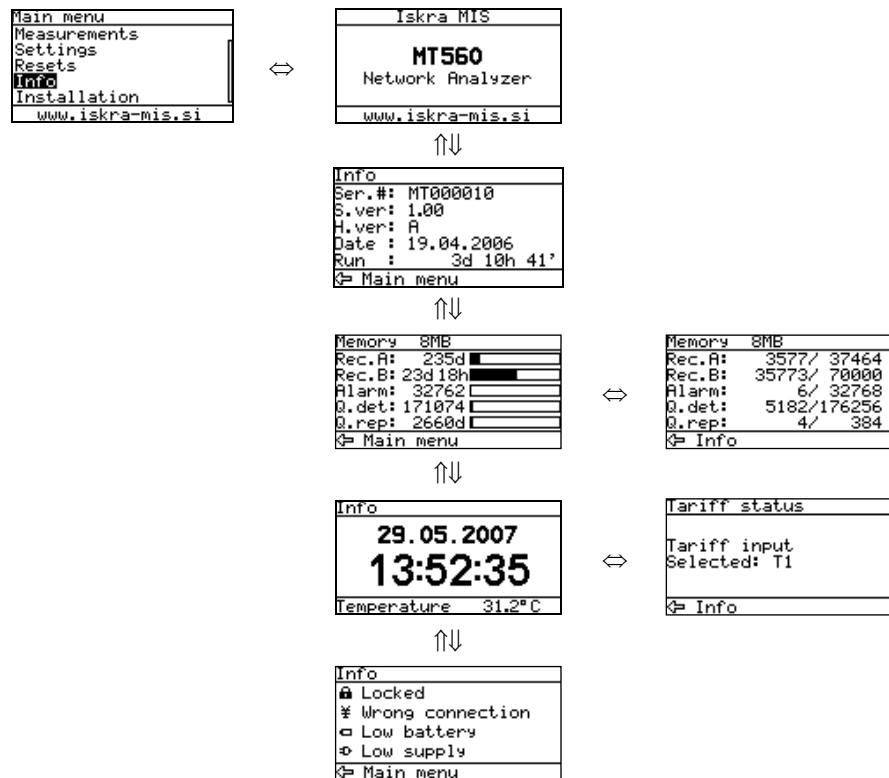 Main menu
Measurements
Settings
Resets
Info
Installation
www.iskra-mis.si
⇔
Iskra MIS
MT560
Network Analyzer
www.iskra-mis.si
⇑⇓
Info
Ser.#: MT000010
S.ver: 1.00
H.ver: A
Date : 19.04.2006
Run : 3d 10h 41'
Main menu
⇑⇓
Memory 8MB
Rec.A: 235d
Rec.B: 23d18h
Alarm: 32762
Q.det: 171074
Q.rep: 2660d
Main menu
⇔
Memory 8MB
Rec.A: 3577/ 37464
Rec.B: 35773/ 70000
Alarm: 6/ 32768
Q.det: 5182/176256
Q.rep: 4/ 384
Info
⇑⇓
Info
29.05.2007
13:52:35
Temperature 31.2°C
⇔
Tariff status
Tariff input
Selected: T1
Info
⇑⇓
Info
Locked
Wrong connection
Low battery
Low supply
Main menu